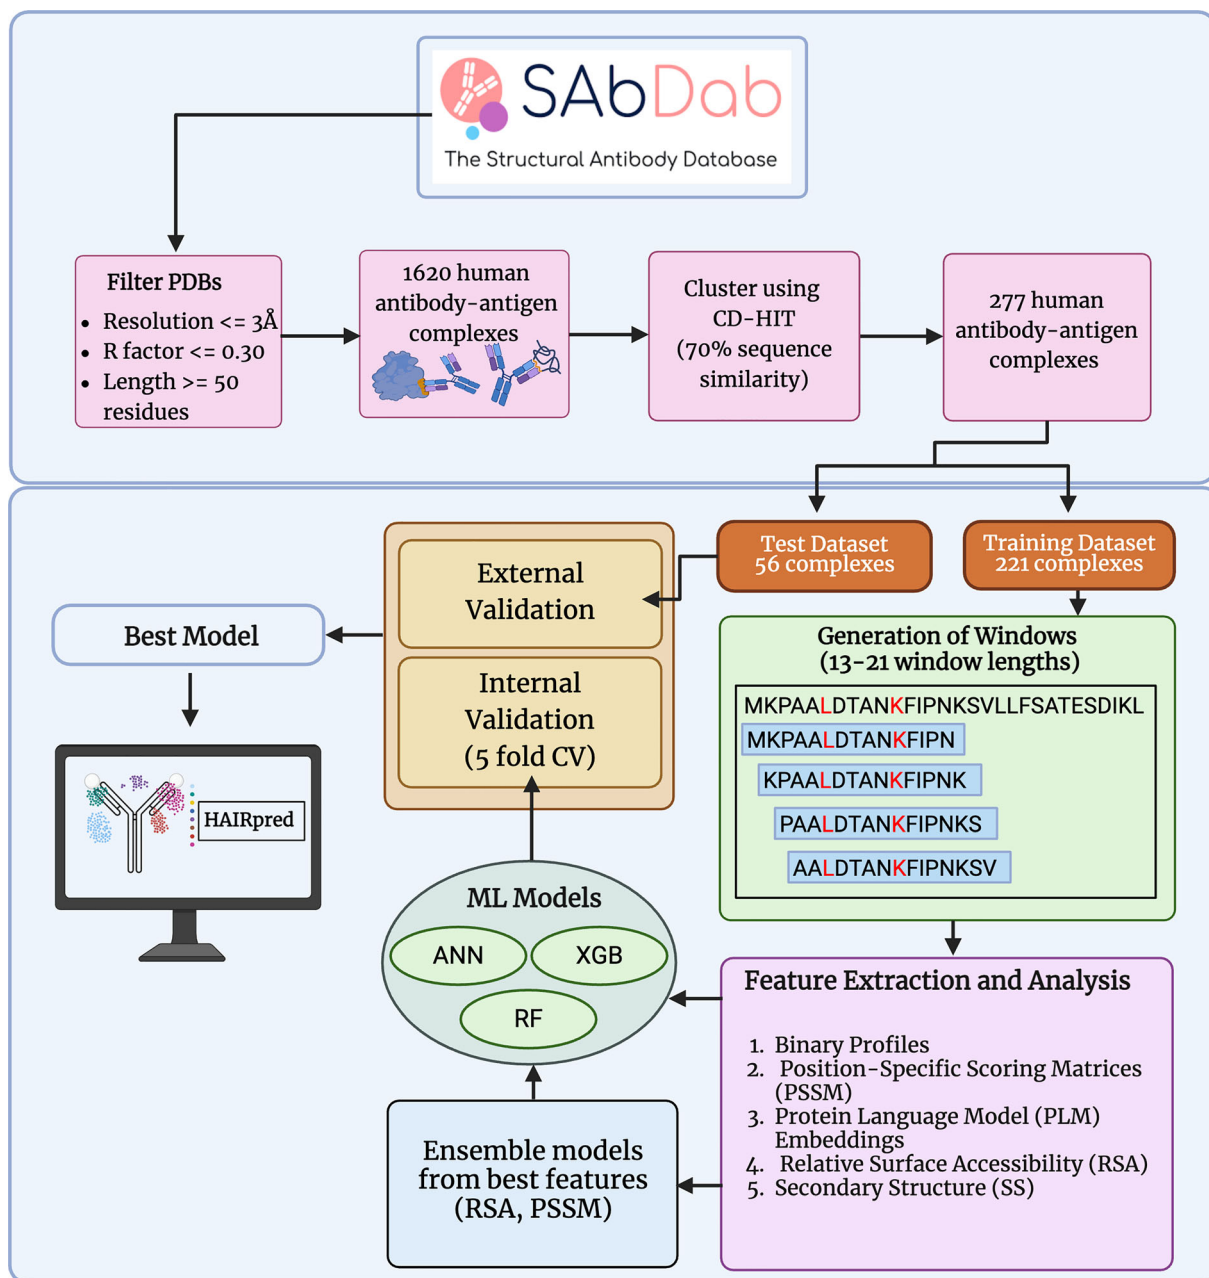 SAbDab
The Structural Antibody Database
Filter PDBs
• Resolution <= 3Å
• R factor <= 0.30
• Length >= 50
residues
1620 human
antibody-antigen
complexes
Cluster using
CD-HIT
(70% sequence
similarity)
277 human
antibody-antigen
complexes
Test Dataset
56 complexes
Training Dataset
221 complexes
External
Validation
Internal
Validation
(5 fold CV)
Best Model
HAIRpred
Generation of Windows
(13-21 window lengths)
MKPAALDTANKFIPNKSVLLFSATESDIKL
MKPAALDTANKFIPN
KPAALDTANKFIPNK
PAALDTANKFIPNKS
AALDTANKFIPNKSV
ML Models
ANN
XGB
RF
Feature Extraction and Analysis
1. Binary Profiles
2. Position-Specific Scoring Matrices
(PSSM)
3. Protein Language Model (PLM)
Embeddings
4. Relative Surface Accessibility (RSA)
5. Secondary Structure (SS)
Ensemble models
from best features
(RSA, PSSM)